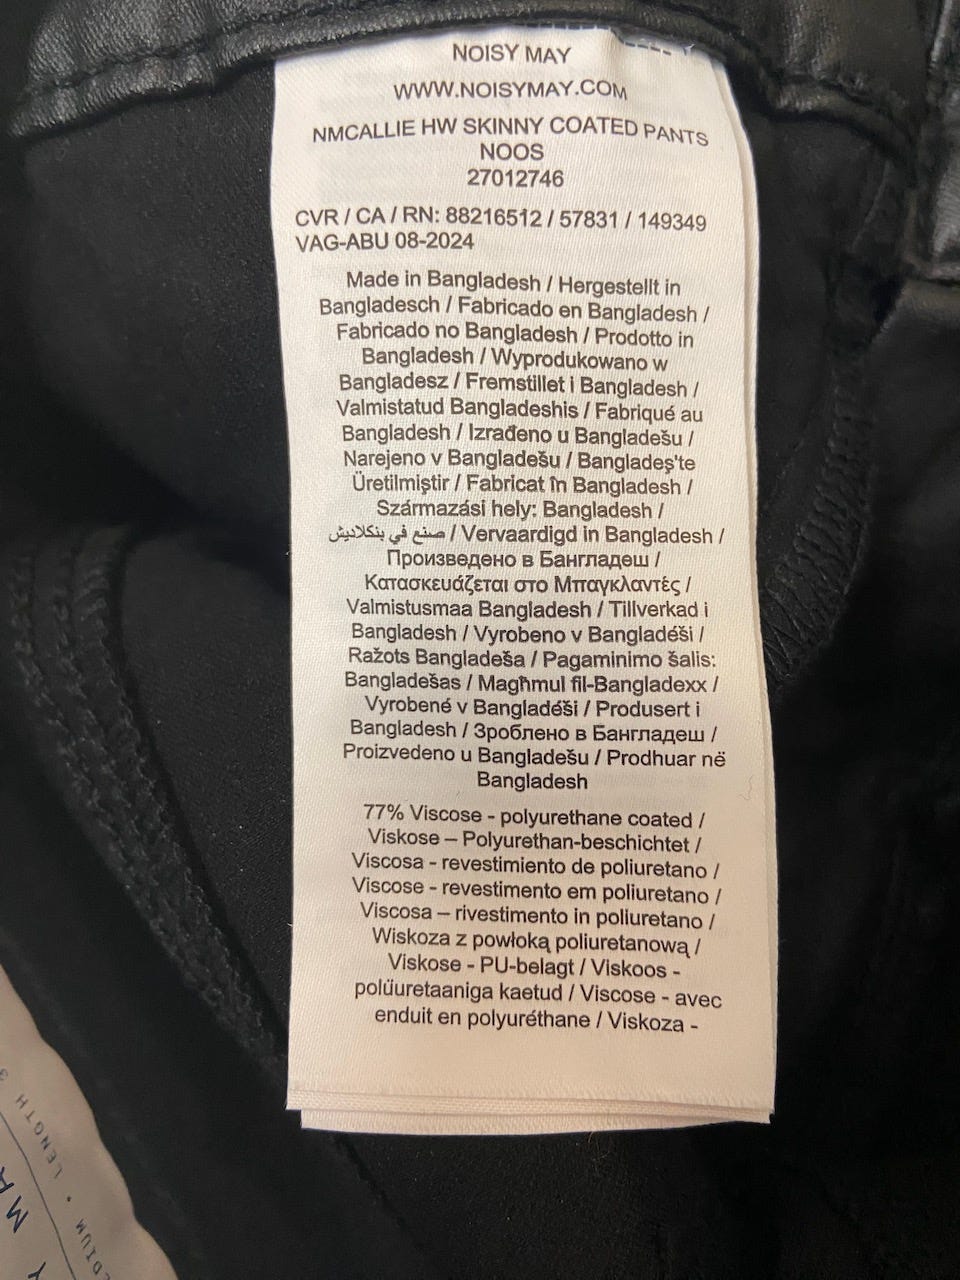 NOISY MAY
WWW.NOISYMAY.COM
NMCALLIE HW SKINNY COATED PANTS
NOOS
27012746
CVR / CA / RN: 88216512 / 57831 / 149349
VAG-ABU 08-2024
Made in Bangladesh / Hergestellt in
Bangladesch / Fabricado en Bangladesh /
Fabricado no Bangladesh / Prodotto in
Bangladesh / Wyprodukowano w
Bangladesz / Fremstillet i Bangladesh /
Valmistatud Bangladeshis / Fabriqué au
Bangladesh / Izrađeno u Bangladešu /
Narejeno v Bangladešu / Bangladeş'te
Üretilmiştir / Fabricat în Bangladesh /
Származási hely: Bangladesh /
صنع في بنكلاديش / Vervaardigd in Bangladesh /
Произведено в Бангладеш /
Κατασκευάζεται στο Μπαγκλαντές /
Valmistusmaa Bangladesh / Tillverkad i
Bangladesh / Vyrobeno v Bangladéši /
Ražots Bangladeša / Pagaminimo šalis:
Bangladešas / Magħmul fil-Bangladexx /
Vyrobené v Bangladéši / Produsert i
Bangladesh / Зроблено в Бангладеш /
Proizvedeno u Bangladešu / Prodhuar në
Bangladesh
77% Viscose - polyurethane coated /
Viskose – Polyurethan-beschichtet /
Viscosa - revestimiento de poliuretano /
Viscose - revestimento em poliuretano /
Viscosa – rivestimento in poliuretano /
Wiskoza z powłoką poliuretanową /
Viskose - PU-belagt / Viskoos -
polüuretaaniga kaetud / Viscose - avec
enduit en polyuréthane / Viskoza -
LENGTH 3